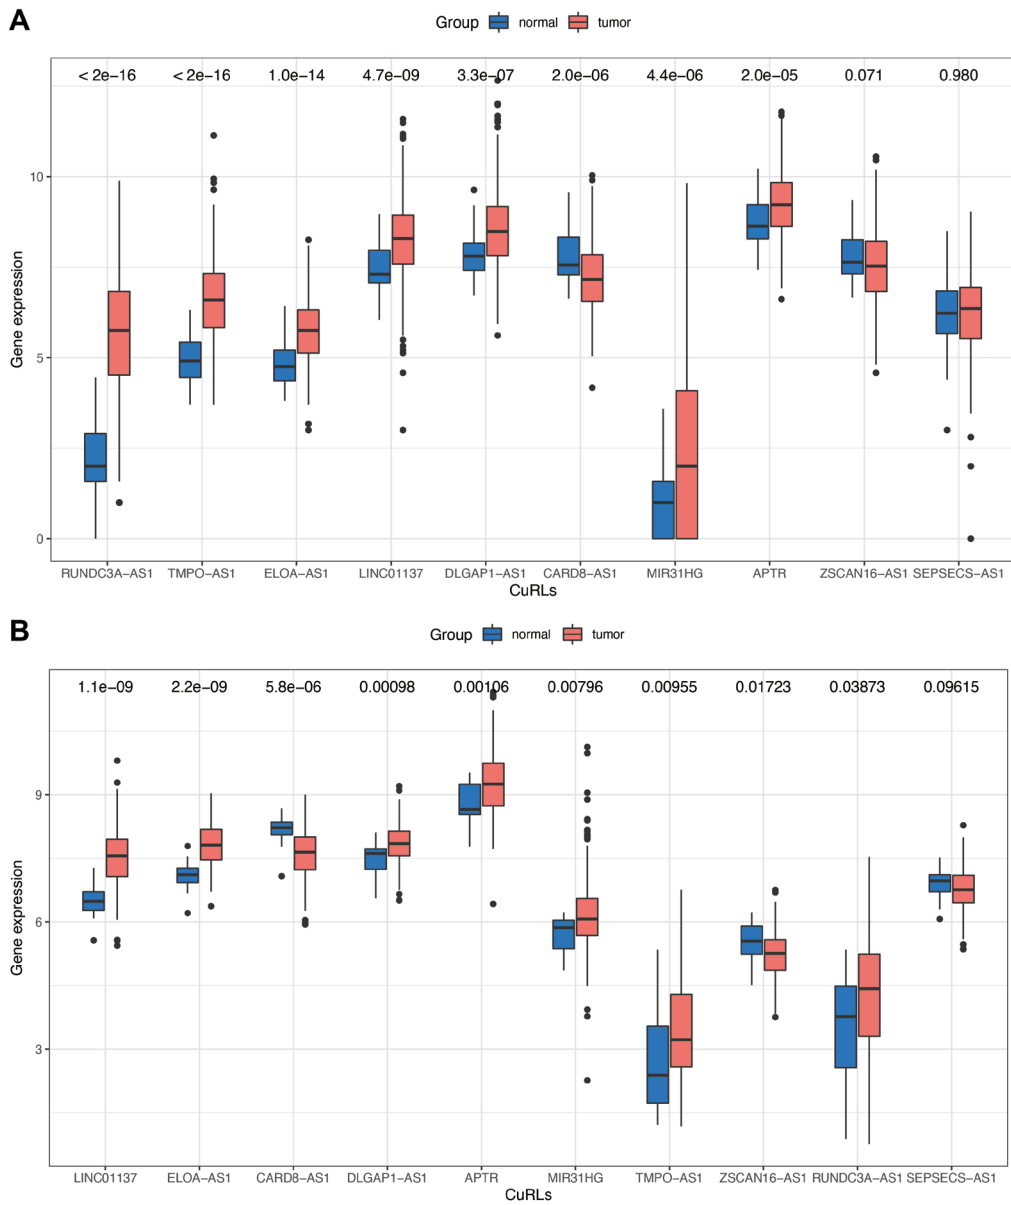 A
Group normal tumor
< 2e−16 < 2e−16 1.0e−14 4.7e−09 3.3e−07 2.0e−06 4.4e−06 2.0e−05 0.071 0.980
10
5
0
Gene expression
RUNDC3A−AS1 TMPO−AS1 ELOA−AS1 LINC01137 DLGAP1−AS1 CARD8−AS1 MIR31HG APTR ZSCAN16−AS1 SEPSECS−AS1
CuRLs
B
Group normal tumor
1.1e−09 2.2e−09 5.8e−06 0.00098 0.00106 0.00796 0.00955 0.01723 0.03873 0.09615
9
6
3
Gene expression
LINC01137 ELOA−AS1 CARD8−AS1 DLGAP1−AS1 APTR MIR31HG TMPO−AS1 ZSCAN16−AS1 RUNDC3A−AS1 SEPSECS−AS1
CuRLs